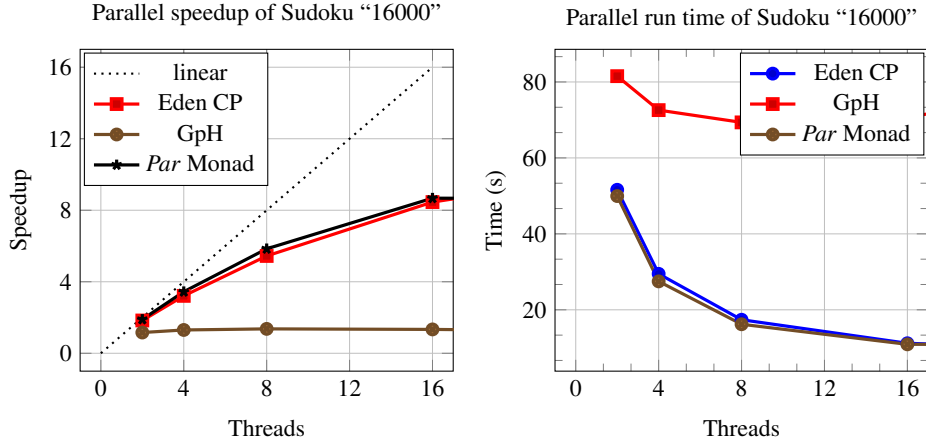 Parallel speedup of Sudoku “16000”
linear
Eden CP
GpH
Par Monad
16
12
8
4
0
Speedup
0
4
8
12
16
Threads
Parallel run time of Sudoku “16000”
Eden CP
GpH
Par Monad
80
60
40
20
Time (s)
0
4
8
12
16
Threads